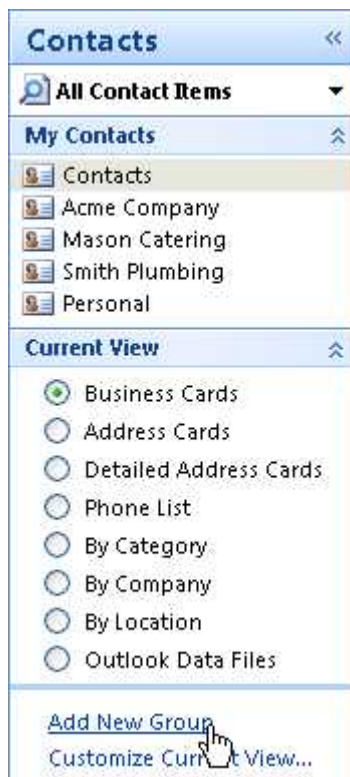 Contacts
All Contact Items
My Contacts
Contacts
Acme Company
Mason Catering
Smith Plumbing
Personal
Current View
Business Cards
Address Cards
Detailed Address Cards
Phone List
By Category
By Company
By Location
Outlook Data Files
Add New Group
Customize Current View...